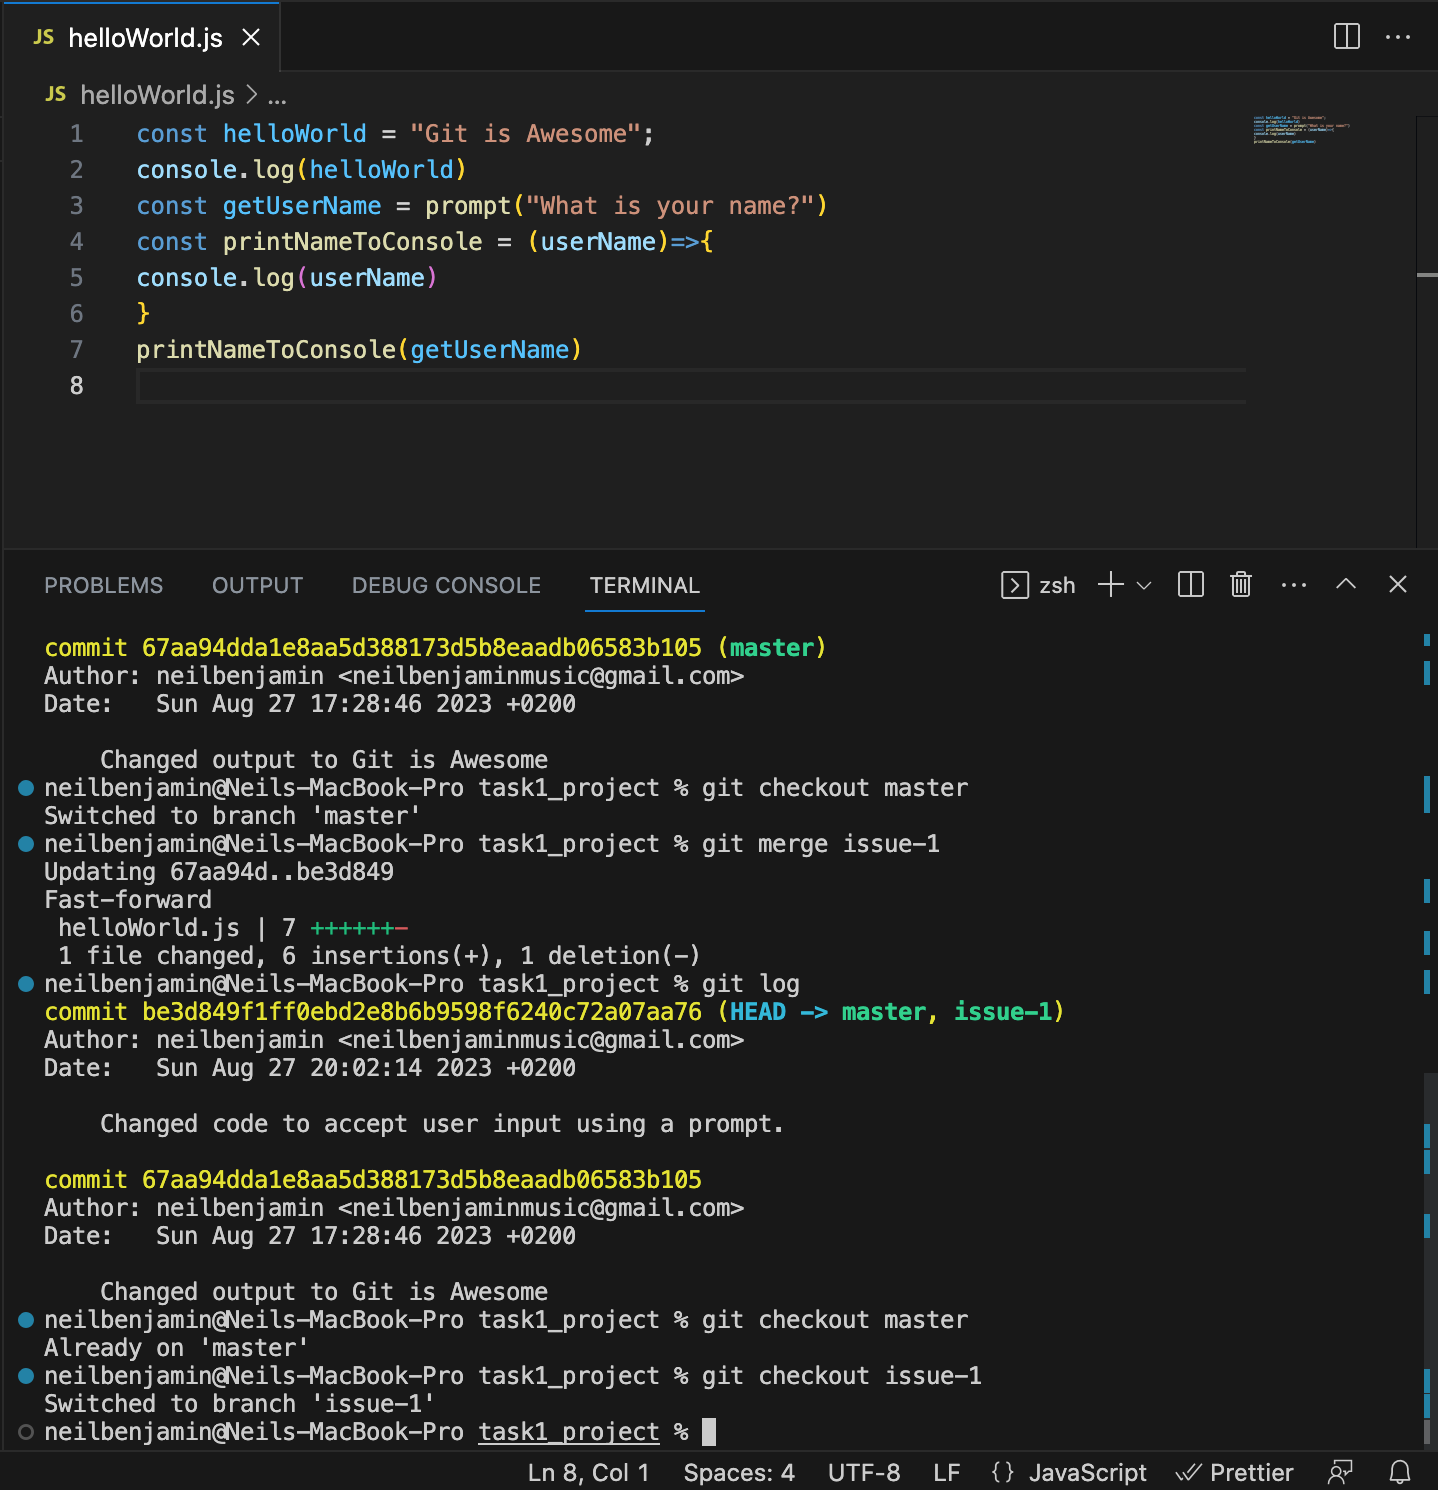 JS helloWorld.js
JS helloWorld.js > ...
1 const helloWorld = "Git is Awesome";
2 console.log(helloWorld)
3 const getUserName = prompt("What is your name?")
4 const printNameToConsole = (userName)=>{
5 console.log(userName)
6 }
7 printNameToConsole(getUserName)
8
PROBLEMS OUTPUT DEBUG CONSOLE TERMINAL zsh
commit 67aa94dda1e8aa5d388173d5b8eaadb06583b105 (master)
Author: neilbenjamin <neilbenjaminmusic@gmail.com>
Date:   Sun Aug 27 17:28:46 2023 +0200
Changed output to Git is Awesome
neilbenjamin@Neils-MacBook-Pro task1_project % git checkout master
Switched to branch 'master'
neilbenjamin@Neils-MacBook-Pro task1_project % git merge issue-1
Updating 67aa94d..be3d849
Fast-forward
helloWorld.js | 7 ++++++-
1 file changed, 6 insertions(+), 1 deletion(-)
neilbenjamin@Neils-MacBook-Pro task1_project % git log
commit be3d849f1ff0ebd2e8b6b9598f6240c72a07aa76 (HEAD -> master, issue-1)
Author: neilbenjamin <neilbenjaminmusic@gmail.com>
Date:   Sun Aug 27 20:02:14 2023 +0200
Changed code to accept user input using a prompt.
commit 67aa94dda1e8aa5d388173d5b8eaadb06583b105
Author: neilbenjamin <neilbenjaminmusic@gmail.com>
Date:   Sun Aug 27 17:28:46 2023 +0200
Changed output to Git is Awesome
neilbenjamin@Neils-MacBook-Pro task1_project % git checkout master
Already on 'master'
neilbenjamin@Neils-MacBook-Pro task1_project % git checkout issue-1
Switched to branch 'issue-1'
neilbenjamin@Neils-MacBook-Pro task1_project %
Ln 8, Col 1 Spaces: 4 UTF-8 LF {} JavaScript Prettier